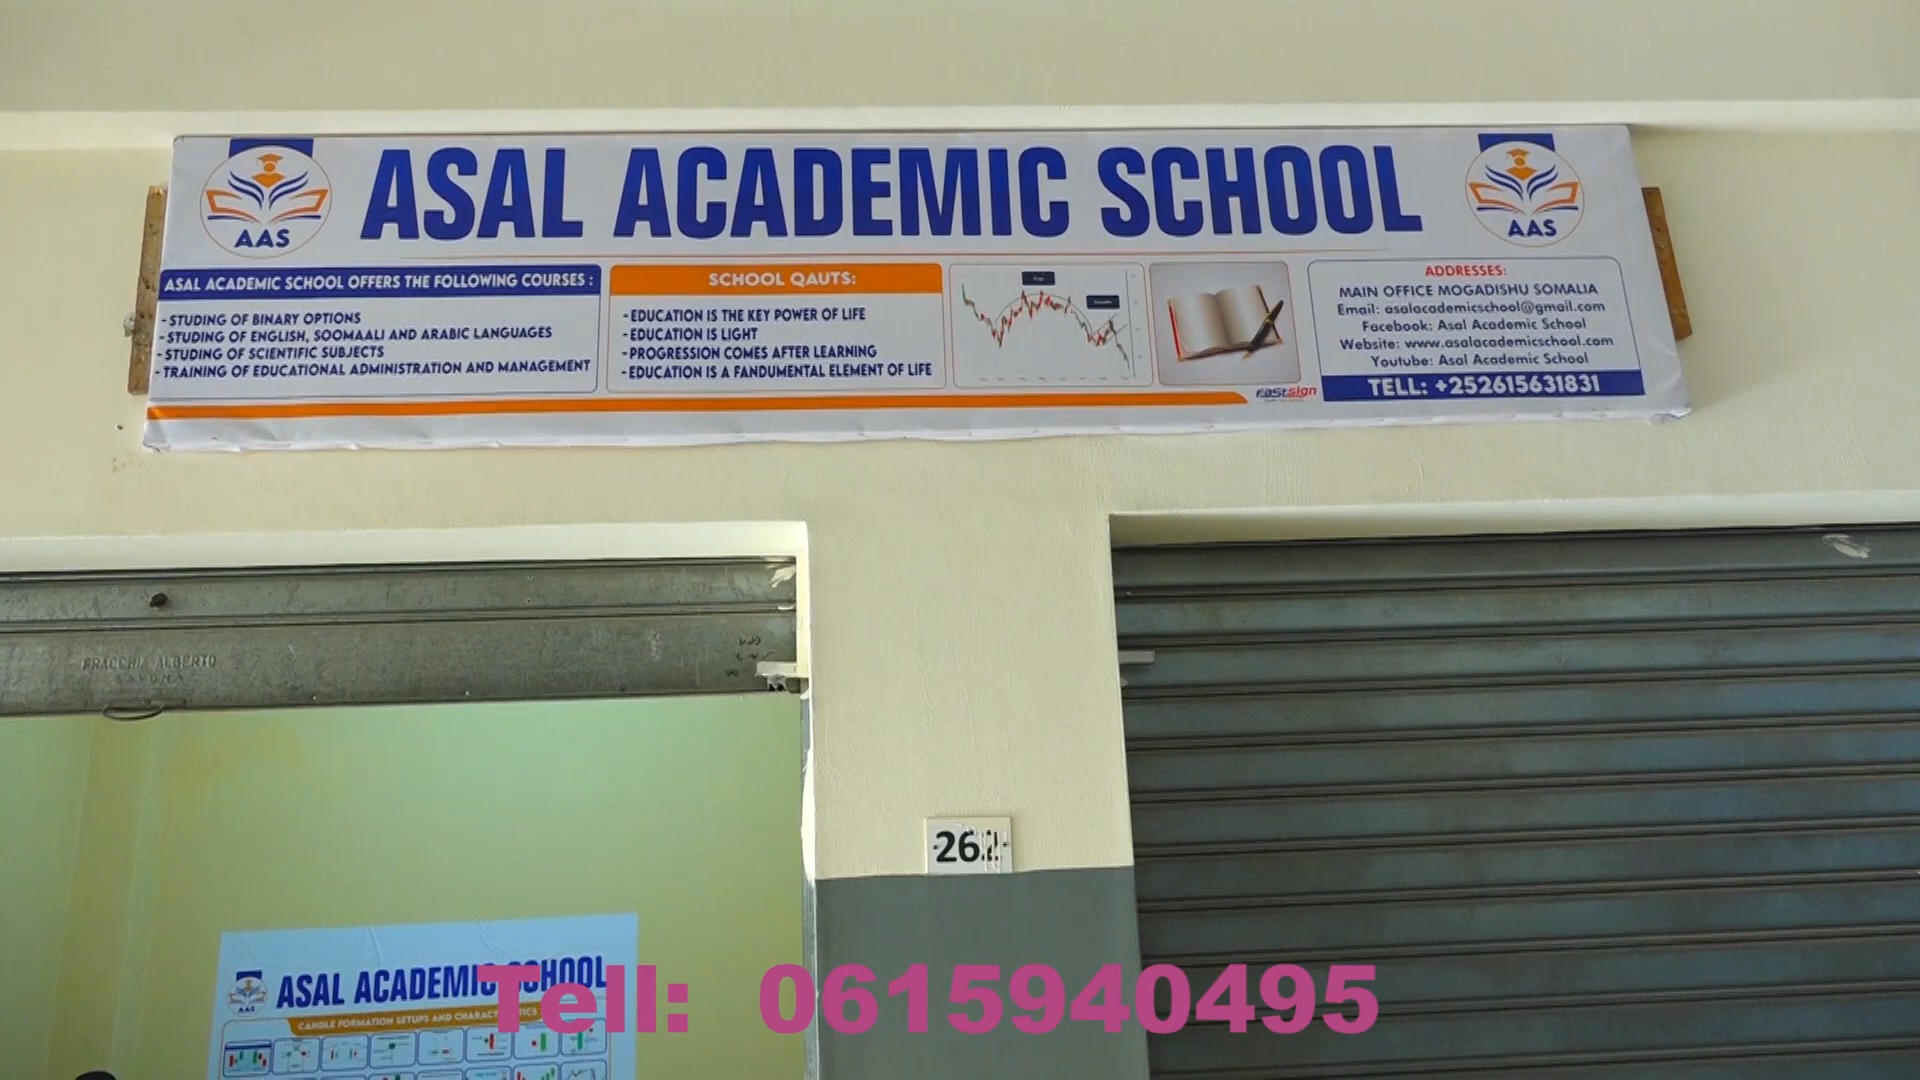 ASAL ACADEMIC SCHOOL
AAS
AAS
ASAL ACADEMIC SCHOOL OFFERS THE FOLLOWING COURSES :
- STUDING OF BINARY OPTIONS
- STUDING OF ENGLISH, SOOMAALI AND ARABIC LANGUAGES
- STUDING OF SCIENTIFIC SUBJECTS
- TRAINING OF EDUCATIONAL ADMINISTRATION AND MANAGEMENT
SCHOOL QAUTS:
- EDUCATION IS THE KEY POWER OF LIFE
- EDUCATION IS LIGHT
- PROGRESSION COMES AFTER LEARNING
- EDUCATION IS A FANDUMENTAL ELEMENT OF LIFE
ADDRESSES:
MAIN OFFICE MOGADISHU SOMALIA
Email: asalacademicschool@gmail.com
Facebook: Asal Academic School
Website: www.asalacademicschool.com
Youtube: Asal Academic School
TELL: +252615631831
Fastsign
BRACCHIA ALBERTO
SAVONA
262
ASAL ACADEMIC SCHOOL
AAS
CANDLE FORMATION SETUPS AND CHARACTERISTICS
Tell: 0615940495